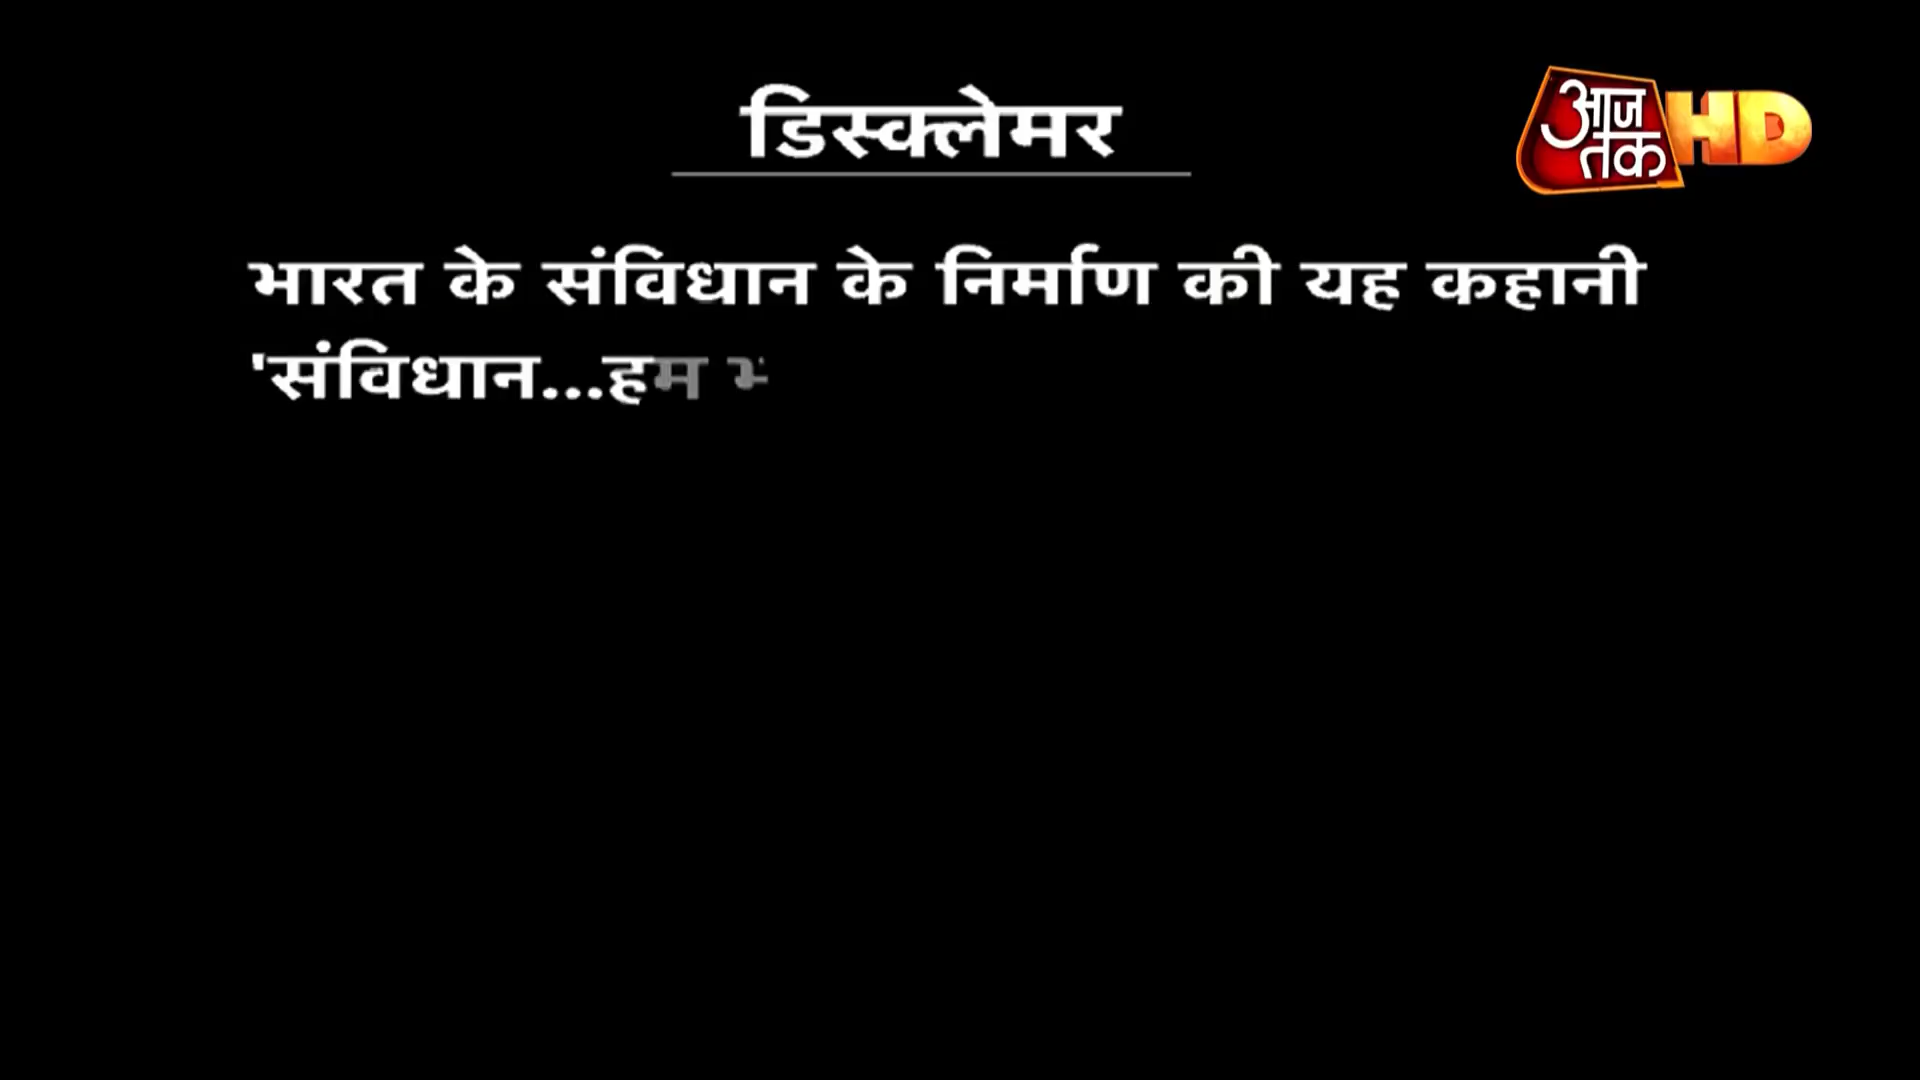 डिस्क्लेमर
आज तक HD
भारत के संविधान के निर्माण की यह कहानी
'संविधान...हम